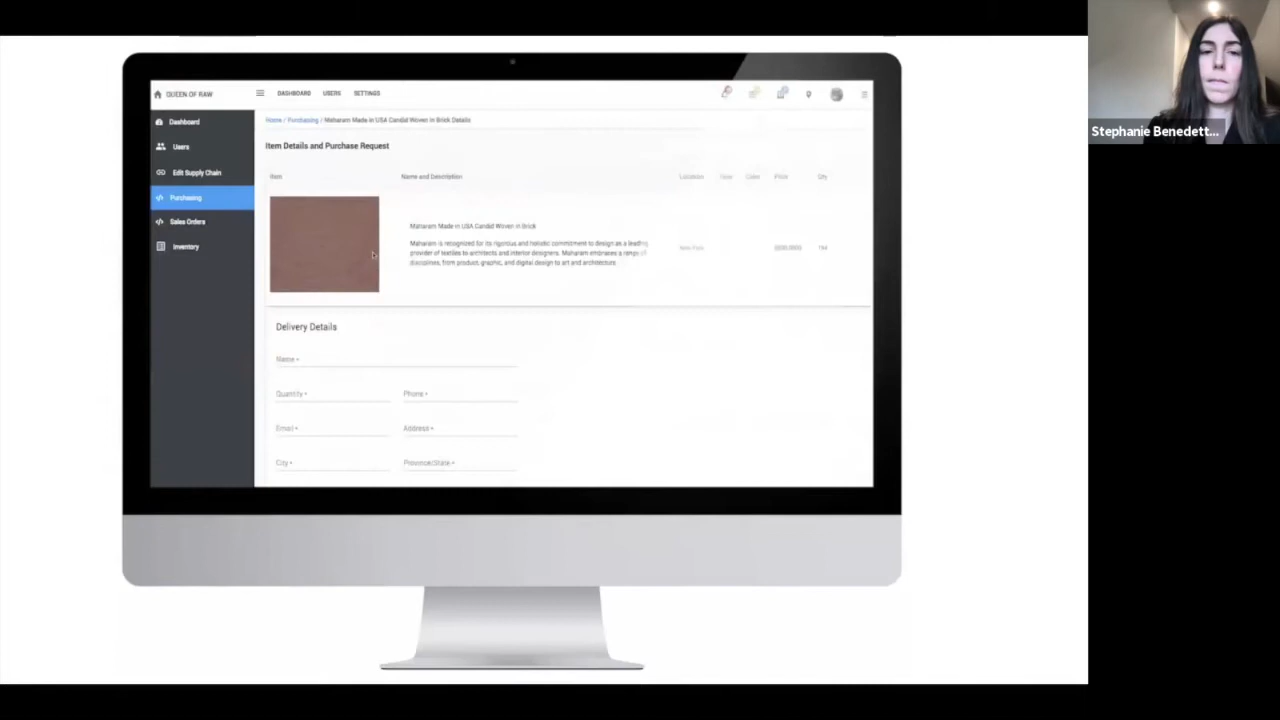 QUEEN OF RAW
DASHBOARD
USERS
SETTINGS
Stephanie Benedett...
Dashboard
Users
Edit Supply Chain
Purchasing
Sales Orders
Inventory
Home / Purchasing / Maharam Made in USA Candid Woven in Brick Details
Item Details and Purchase Request
Item
Name and Description
Location
Type
Color
Price
Qty
Maharam Made in USA Candid Woven in Brick
Maharam is recognized for its rigorous and holistic commitment to design as a leading
provider of textiles to architects and interior designers. Maharam embraces a range of
disciplines, from product, graphic, and digital design to art and architecture.
New York
Delivery Details
Name *
Quantity *
Phone *
Email *
Address *
City *
Province/State *